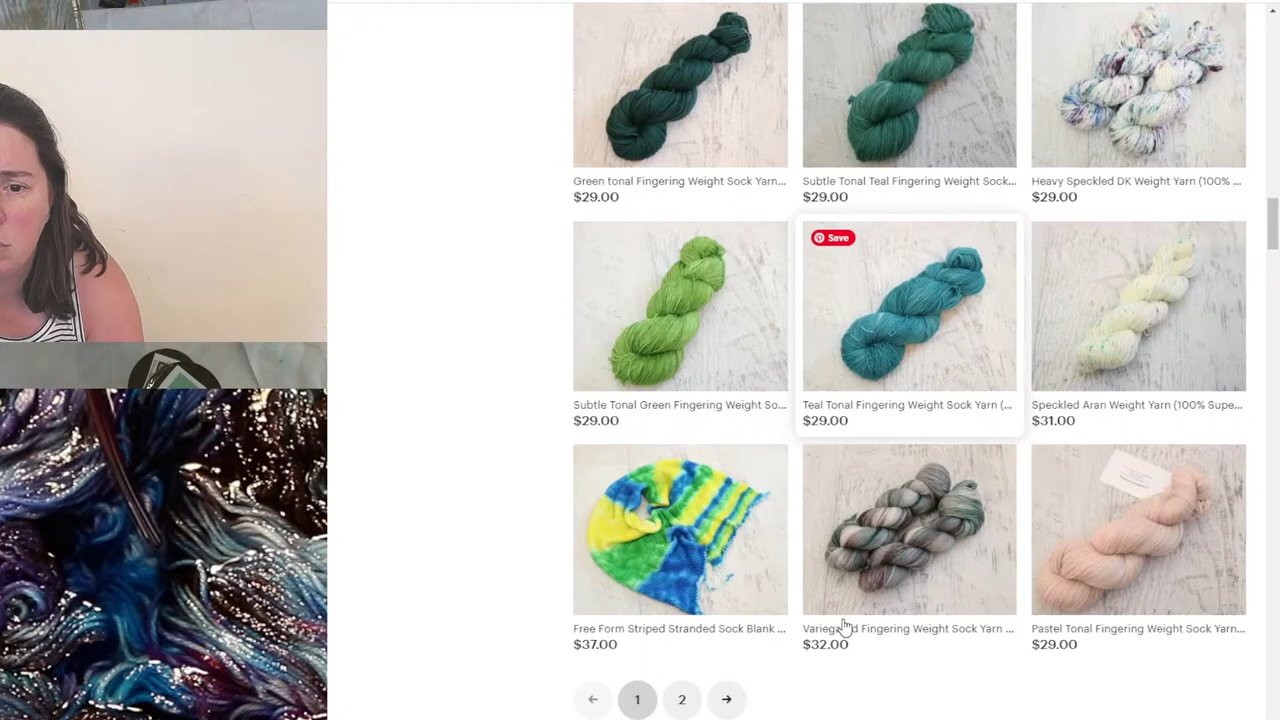 Green tonal Fingering Weight Sock Yarn...
Subtle Tonal Teal Fingering Weight Sock...
Heavy Speckled DK Weight Yarn (100% ...
$29.00
$29.00
$29.00
Save
Subtle Tonal Green Fingering Weight So...
Teal Tonal Fingering Weight Sock Yarn (...
Speckled Aran Weight Yarn (100% Supe...
$29.00
$29.00
$31.00
Free Form Striped Stranded Sock Blank ...
Fingering Weight Sock Yarn ...
Pastel Tonal Fingering Weight Sock Yarn...
$37.00
$32.00
$29.00
1
2